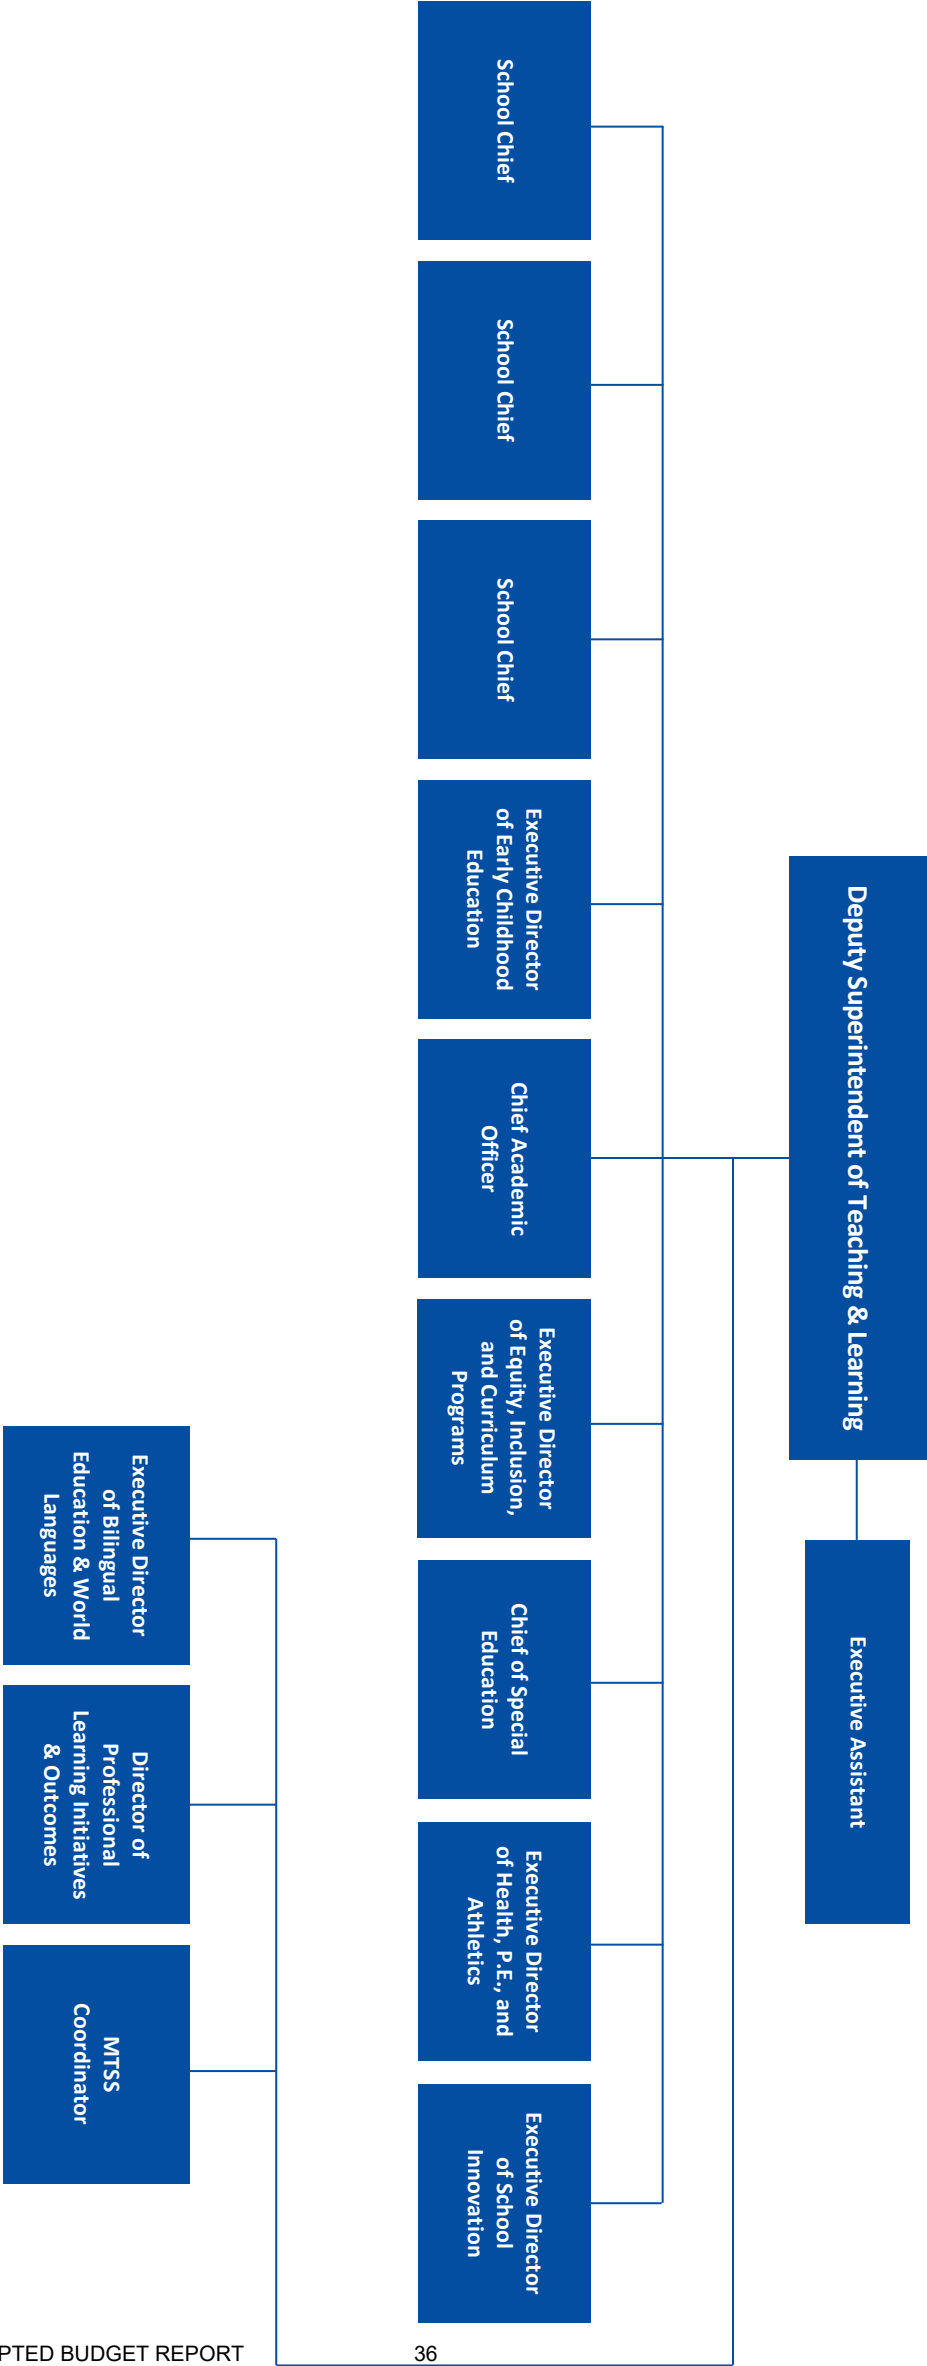 Deputy Superintendent of Teaching & Learning
Executive Assistant
School Chief
School Chief
School Chief
Executive Director
of Early Childhood
Education
Chief Academic
Officer
Executive Director
of Equity, Inclusion,
and Curriculum
Programs
Chief of Special
Education
Executive Director
of Health, P.E., and
Athletics
Executive Director
of School
Innovation
Executive Director
of Bilingual
Education & World
Languages
Director of
Professional
Learning Initiatives
& Outcomes
MTSS
Coordinator
BUDGET REPORT
36